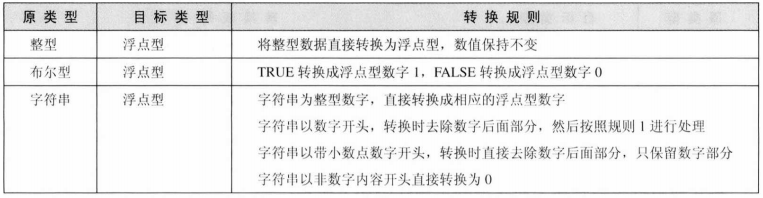 原类型 目标类型 转换规则
整型 浮点型 将整型数据直接转换为浮点型，数值保持不变
布尔型 浮点型 TRUE 转换成浮点型数字 1，FALSE 转换成浮点型数字 0
字符串 浮点型 字符串为整型数字，直接转换成相应的浮点型数字
字符串以数字开头，转换时去除数字后面部分，然后按照规则 1 进行处理
字符串以带小数点数字开头，转换时直接去除数字后面部分，只保留数字部分
字符串以非数字内容开头直接转换为 0